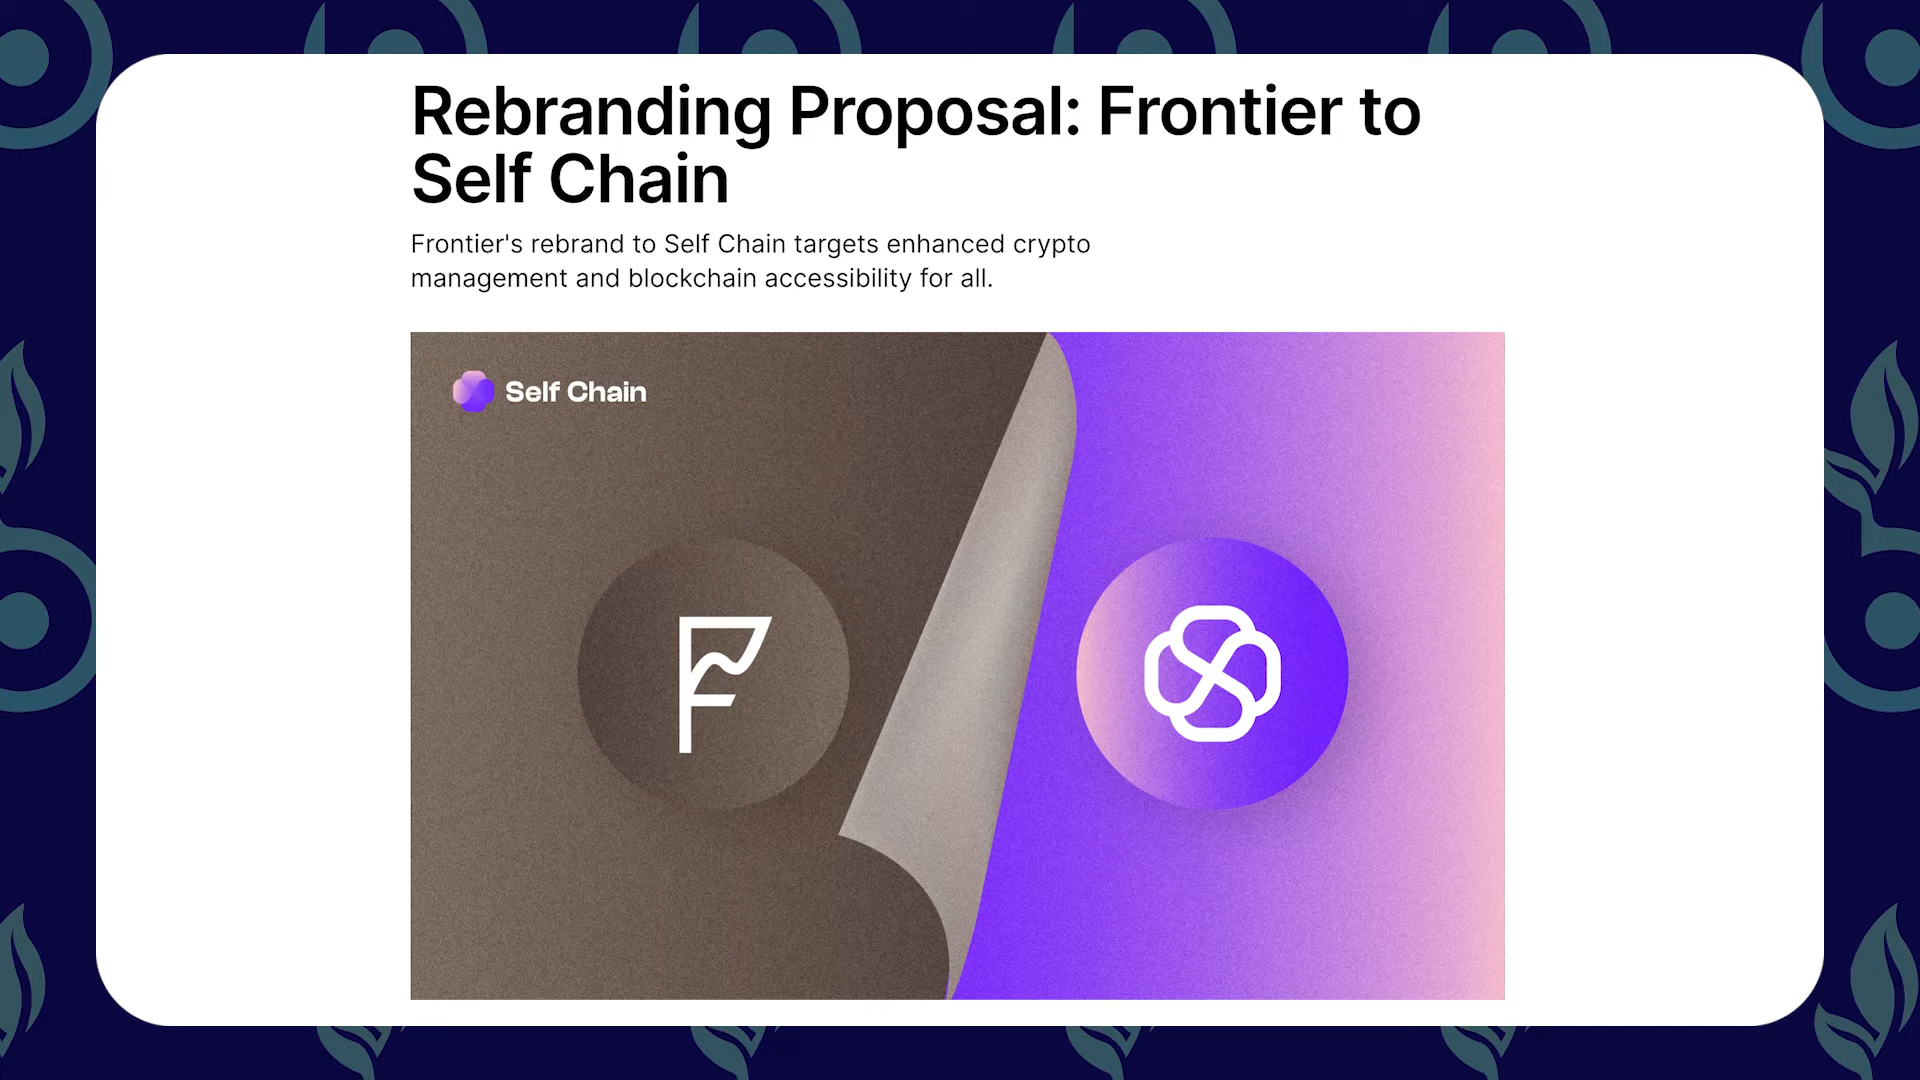 Rebranding Proposal: Frontier to
Self Chain
Frontier's rebrand to Self Chain targets enhanced crypto
management and blockchain accessibility for all.
Self Chain